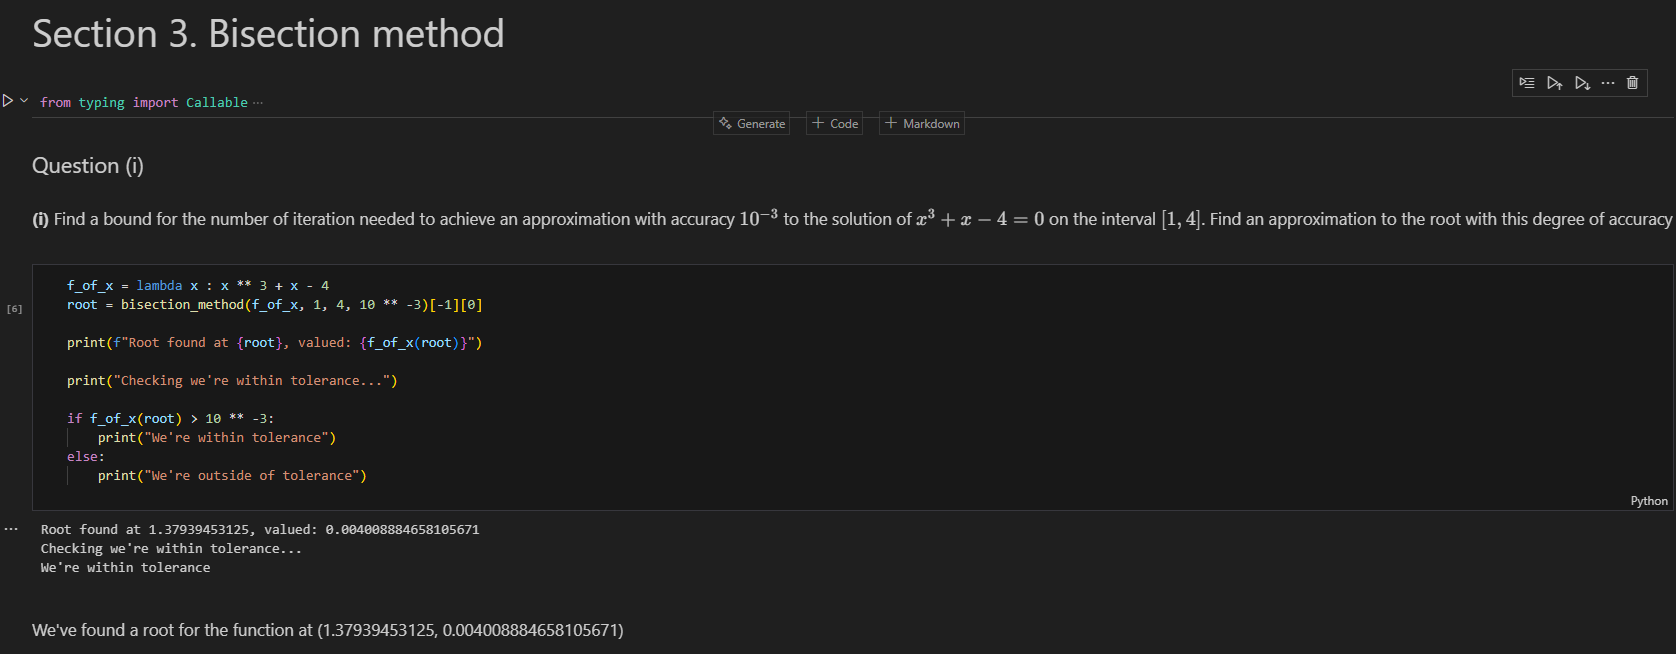 Section 3. Bisection method
from typing import Callable ···
Generate + Code + Markdown
Question (i)
(i) Find a bound for the number of iteration needed to achieve an approximation with accuracy 10⁻³ to the solution of x³ + x − 4 = 0 on the interval [1, 4]. Find an approximation to the root with this degree of accuracy
[6]
f_of_x = lambda x : x ** 3 + x - 4
root = bisection_method(f_of_x, 1, 4, 10 ** -3)[-1][0]
print(f"Root found at {root}, valued: {f_of_x(root)}")
print("Checking we're within tolerance...")
if f_of_x(root) > 10 ** -3:
    print("We're within tolerance")
else:
    print("We're outside of tolerance")
Python
··· Root found at 1.37939453125, valued: 0.004008884658105671
Checking we're within tolerance...
We're within tolerance
We've found a root for the function at (1.37939453125, 0.004008884658105671)